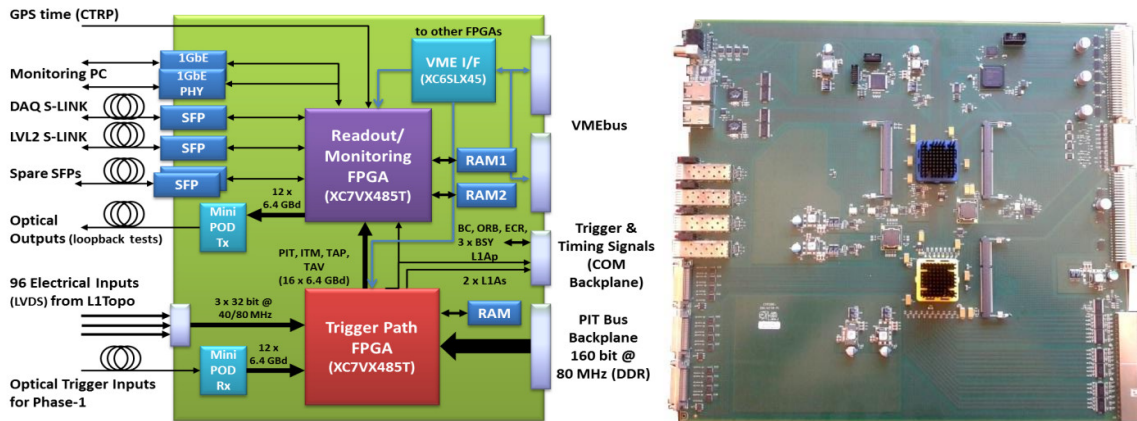 GPS time (CTRP)
to other FPGAs
1GbE
1GbE
PHY
VME I/F
(XC6SLX45)
Monitoring PC
DAQ S-LINK
SFP
LVL2 S-LINK
SFP
Spare SFPs
SFP
Readout/
Monitoring
FPGA
(XC7VX485T)
RAM1
RAM2
VMEbus
12 x
6.4 GBd
Mini
POD
Tx
Optical
Outputs (loopback tests)
PIT, ITM, TAP,
TAV
(16 x 6.4 GBd)
BC, ORB, ECR,
3 x BSY
L1Ap
2 x L1As
Trigger &
Timing Signals
(COM
Backplane)
96 Electrical Inputs
(LVDS) from L1Topo
3 x 32 bit @
40/80 MHz
Trigger Path
FPGA
(XC7VX485T)
RAM
PIT Bus
Backplane
160 bit @
80 MHz (DDR)
Mini
POD
Rx
12 x
6.4 GBd
Optical Trigger Inputs
for Phase-1